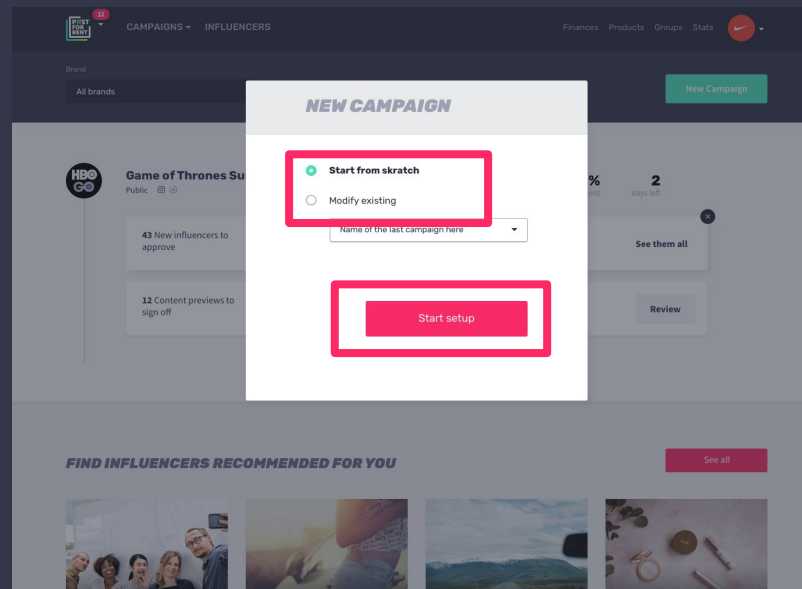 P//ST
FOR
RENT
12
CAMPAIGNS
INFLUENCERS
Finances
Products
Groups
Stats
Brand
All brands
New Campaign
NEW CAMPAIGN
Start from skratch
Modify existing
Name of the last campaign here
Start setup
HBO
GO
Game of Thrones Su
Public
%
ent
2
days left
43 New influencers to
approve
See them all
12 Content previews to
sign off
Review
FIND INFLUENCERS RECOMMENDED FOR YOU
See all